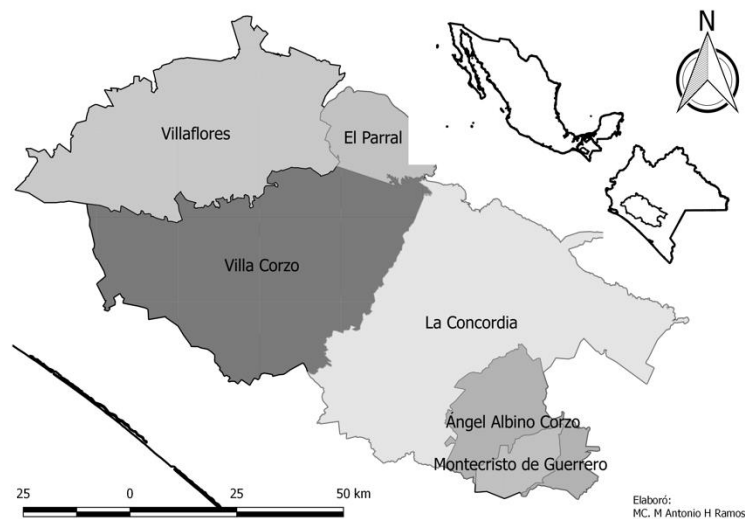 N
Villaflores
El Parral
Villa Corzo
La Concordia
Ángel Albino Corzo
Montecristo de Guerrero
25 0 25 50 km
Elaboró:
MC. M Antonio H Ramos